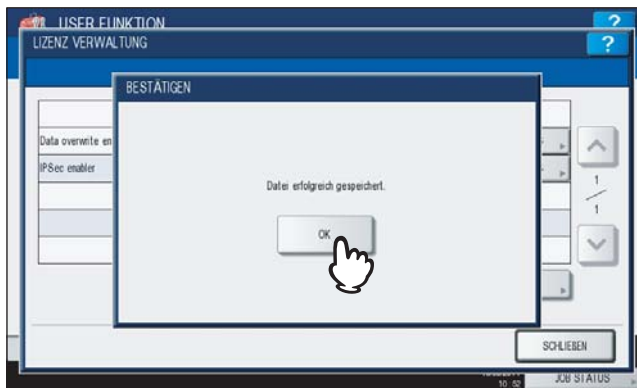 USER FUNKTION
?
LIZENZ VERWALTUNG
?
BESTÄTIGEN
Data overwrite en
IPSec enabler
Datei erfolgreich gespeichert.
OK
1
1
SCHLIEßEN
10:52
JOB STATUS